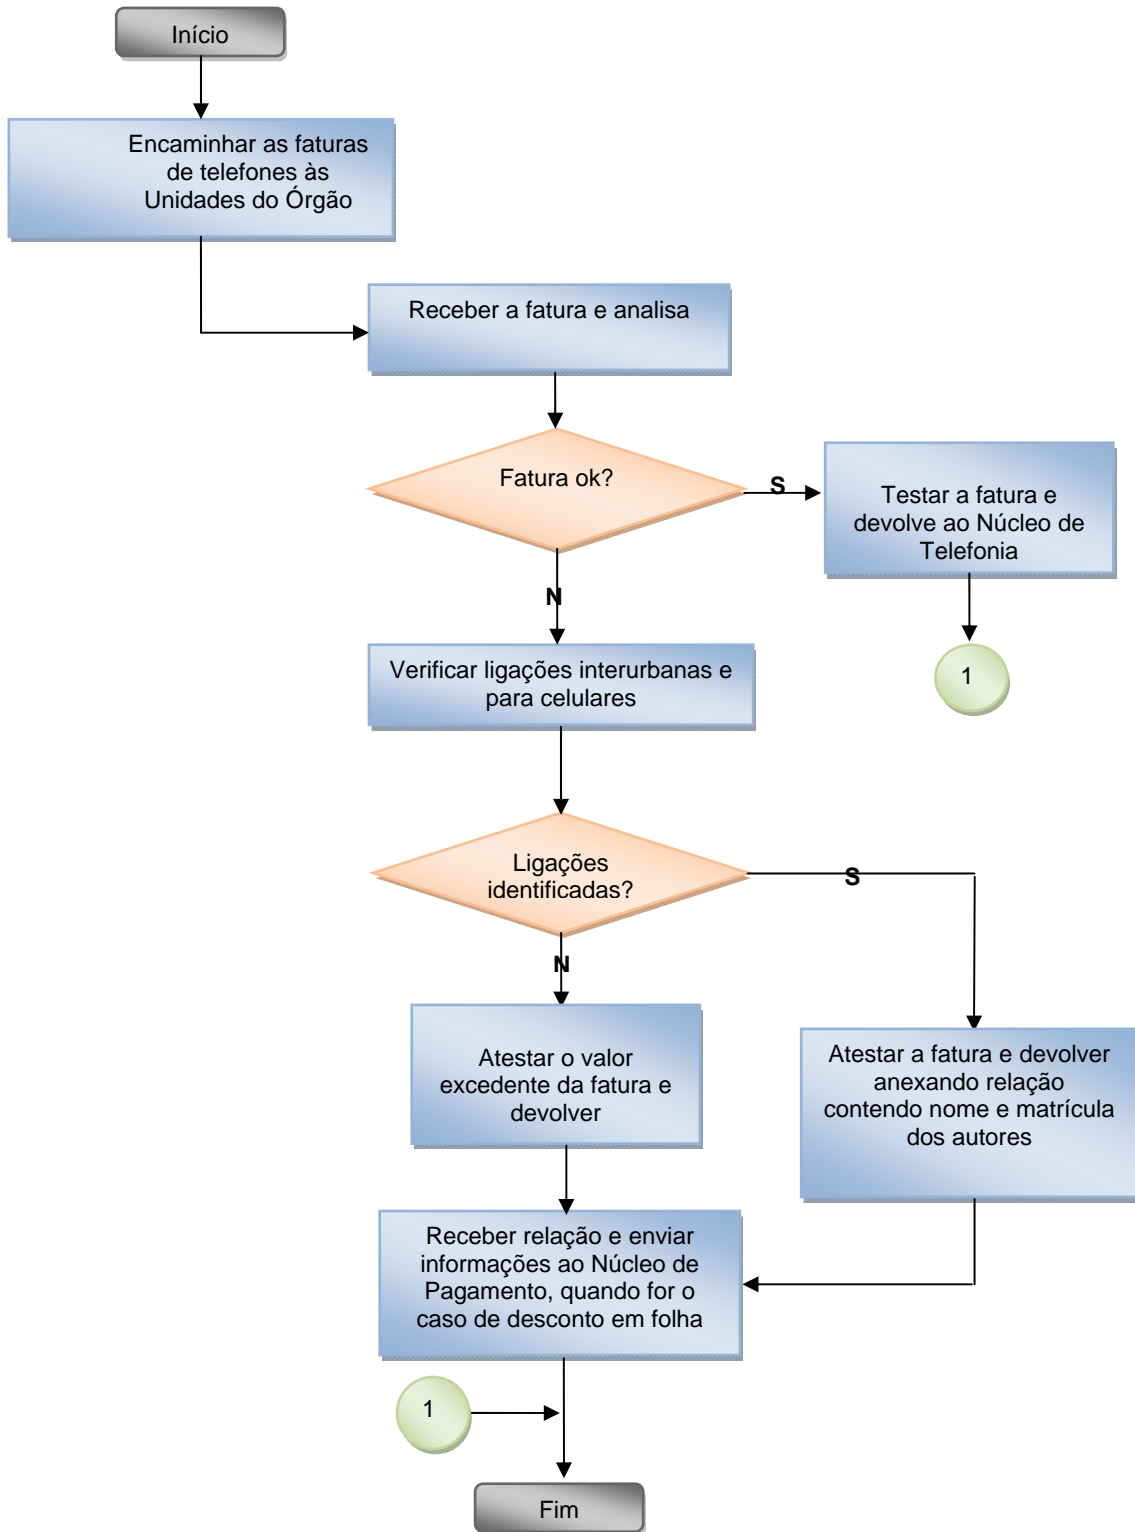 Início
Encaminhar as faturas
de telefones às
Unidades do Órgão
Receber a fatura e analisa
Fatura ok?
S
Testar a fatura e
devolve ao Núcleo de
Telefonia
N
1
Verificar ligações interurbanas e
para celulares
Ligações
identificadas?
S
N
Atestar o valor
excedente da fatura e
devolver
Atestar a fatura e devolver
anexando relação
contendo nome e matrícula
dos autores
Receber relação e enviar
informações ao Núcleo de
Pagamento, quando for o
caso de desconto em folha
1
Fim